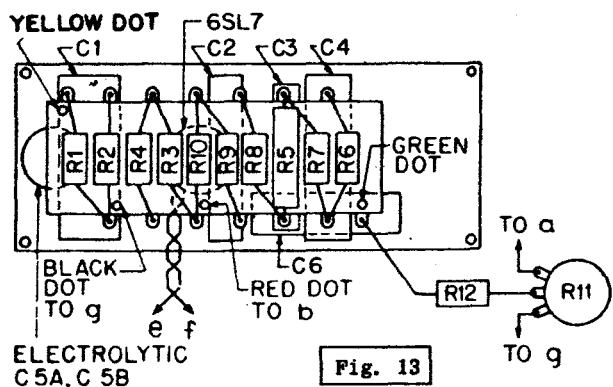 YELLOW DOT
C1
6SL7
C2
C3
C4
R1
R2
R4
R3
R10
R9
R8
R5
R7
R6
GREEN
DOT
BLACK
DOT
TO g
e
f
RED DOT
TO b
C6
TO a
R12
R11
TO g
ELECTROLYTIC
C5A, C5B
Fig. 13